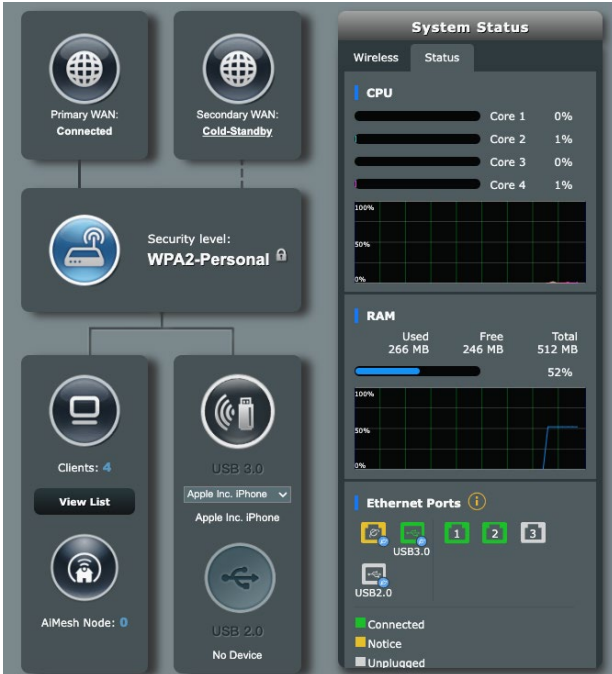 Primary WAN:
Connected
Secondary WAN:
Cold-Standby
Security level:
WPA2-Personal
Clients: 4
View List
AiMesh Node: 0
USB 3.0
Apple Inc. iPhone
Apple Inc. iPhone
USB 2.0
No Device
System Status
Wireless Status
CPU
Core 1 0%
Core 2 1%
Core 3 0%
Core 4 1%
100%
50%
0%
RAM
Used Free Total
266 MB 246 MB 512 MB
52%
100%
50%
0%
Ethernet Ports
1 2 3
USB3.0
USB2.0
Connected
Notice
Unplugged